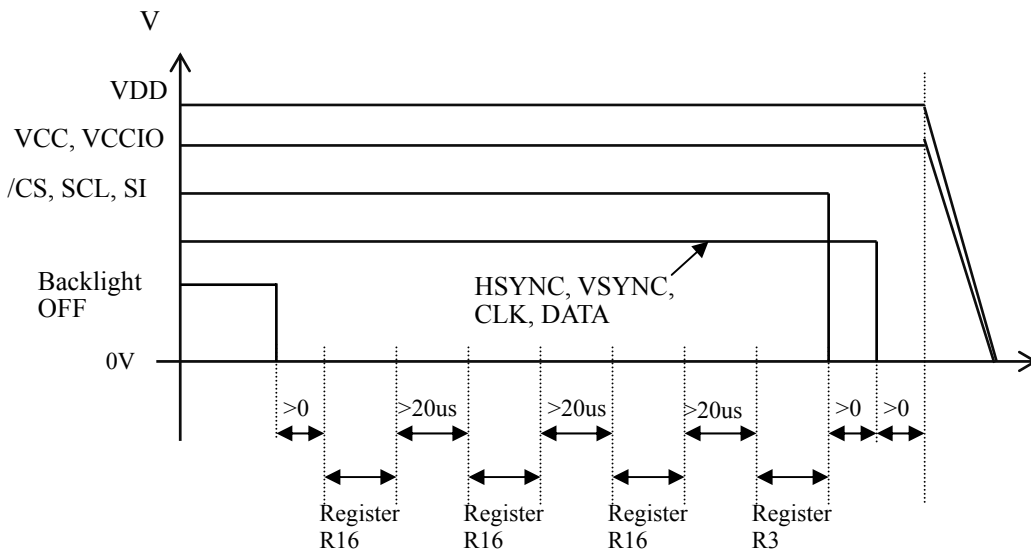 V
VDD
VCC, VCCIO
/CS, SCL, SI
Backlight
OFF
HSYNC, VSYNC,
CLK, DATA
0V
>0
>20us
>20us
>20us
>0
>0
Register
R16
Register
R16
Register
R16
Register
R3